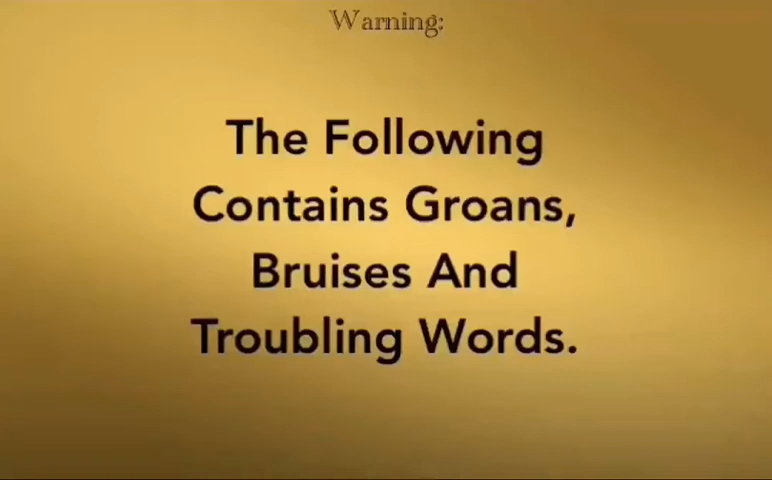 Warning:
The Following
Contains Groans,
Bruises And
Troubling Words.